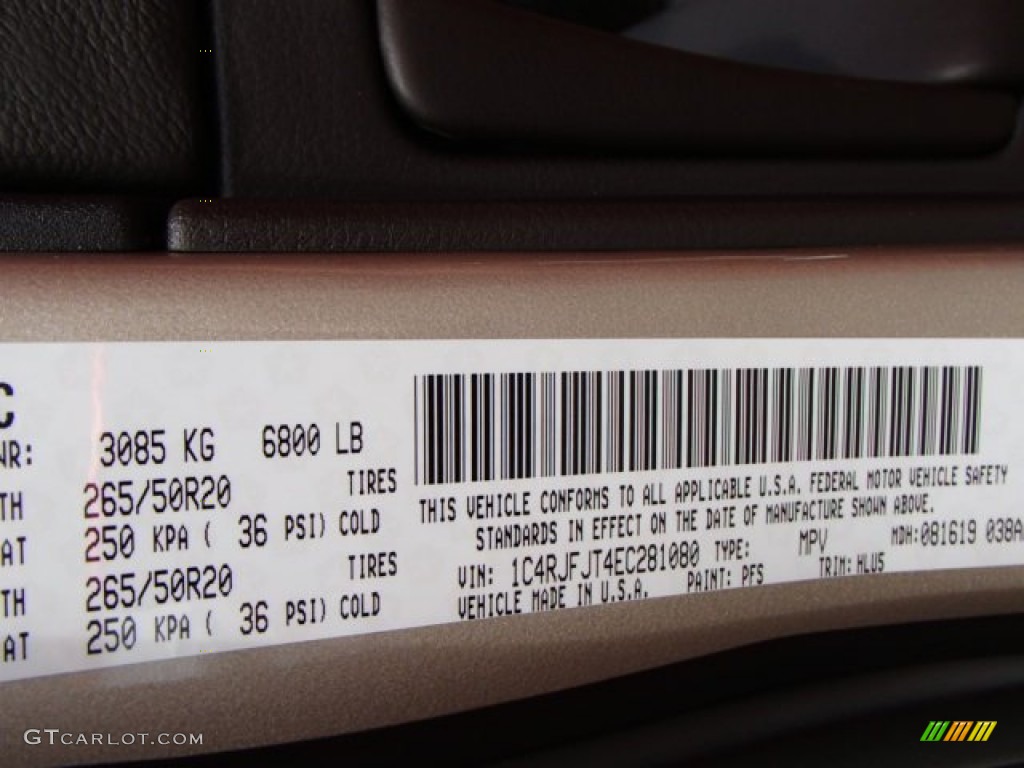 C
WR: 3085 KG 6800 LB
TH 265/50R20 TIRES
AT 250 KPA ( 36 PSI) COLD
TH 265/50R20 TIRES
AT 250 KPA ( 36 PSI) COLD
THIS VEHICLE CONFORMS TO ALL APPLICABLE U.S.A. FEDERAL MOTOR VEHICLE SAFETY
STANDARDS IN EFFECT ON THE DATE OF MANUFACTURE SHOWN ABOVE.
VIN: 1C4RJFJT4EC281080 TYPE: MPV MDH:081619 038A
VEHICLE MADE IN U.S.A. PAINT: PFS TRIM: HLU5
GTCARLOT.COM